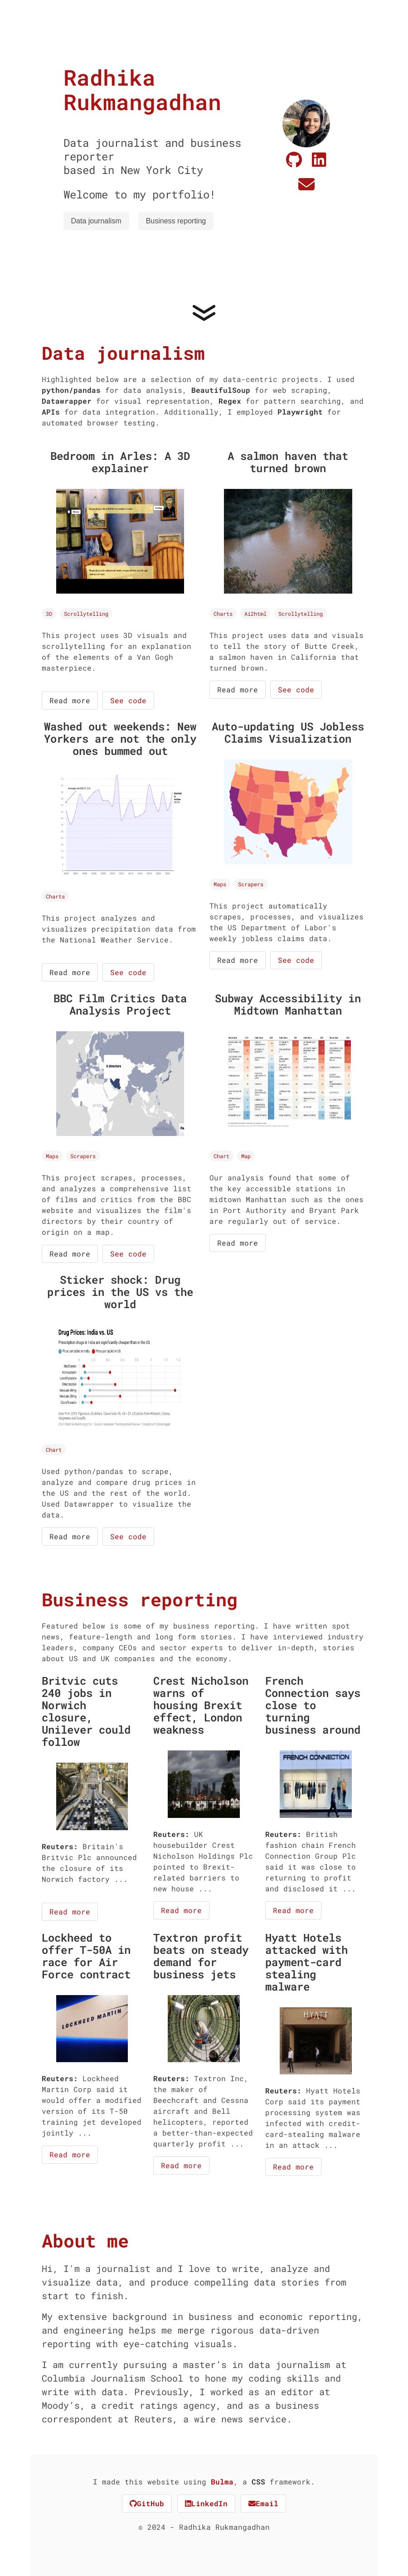 Radhika
Rukmangadhan
Data journalist and business
reporter
based in New York City
Welcome to my portfolio!
Data journalism
Business reporting
Data journalism
Highlighted below are a selection of my data-centric projects. I used
python/pandas for data analysis, BeautifulSoup for web scraping,
Datawrapper for visual representation, Regex for pattern searching, and
APIs for data integration. Additionally, I employed Playwright for
automated browser testing.
Bedroom in Arles: A 3D
explainer
3D
Scrollytelling
This project uses 3D visuals and
scrollytelling for an explanation
of the elements of a Van Gogh
masterpiece.
Read more
See code
A salmon haven that
turned brown
Charts
Ai2html
Scrollytelling
This project uses data and visuals
to tell the story of Butte Creek,
a salmon haven in California that
turned brown.
Read more
See code
Washed out weekends: New
Yorkers are not the only
ones bummed out
Charts
This project analyzes and
visualizes precipitation data from
the National Weather Service.
Read more
See code
Auto-updating US Jobless
Claims Visualization
Maps
Scrapers
This project automatically
scrapes, processes, and visualizes
the US Department of Labor's
weekly jobless claims data.
Read more
See code
BBC Film Critics Data
Analysis Project
Maps
Scrapers
This project scrapes, processes,
and analyzes a comprehensive list
of films and critics from the BBC
website and visualizes the film's
directors by their country of
origin on a map.
Read more
See code
Subway Accessibility in
Midtown Manhattan
Chart
Map
Our analysis found that some of
the key accessible stations in
midtown Manhattan such as the ones
in Port Authority and Bryant Park
are regularly out of service.
Read more
Sticker shock: Drug
prices in the US vs the
world
Drug Prices: India vs. US
Prescription drugs in India are significantly cheaper than in the US
Chart
Used python/pandas to scrape,
analyze and compare drug prices in
the US and the rest of the world.
Used Datawrapper to visualize the
data.
Read more
See code
Business reporting
Featured below is some of my business reporting. I have written spot
news, feature-length and long form stories. I have interviewed industry
leaders, company CEOs and sector experts to deliver in-depth, stories
about US and UK companies and the economy.
Britvic cuts
240 jobs in
Norwich
closure,
Unilever could
follow
Reuters: Britain's
Britvic Plc announced
the closure of its
Norwich factory ...
Read more
Crest Nicholson
warns of
housing Brexit
effect, London
weakness
Reuters: UK
housebuilder Crest
Nicholson Holdings Plc
pointed to Brexit-
related barriers to
new house ...
Read more
French
Connection says
close to
turning
business around
FRENCH CONNECTION
Reuters: British
fashion chain French
Connection Group Plc
said it was close to
returning to profit
and disclosed it ...
Read more
Lockheed to
offer T-50A in
race for Air
Force contract
LOCKHEED MARTIN
Reuters: Lockheed
Martin Corp said it
would offer a modified
version of its T-50
training jet developed
jointly ...
Read more
Textron profit
beats on steady
demand for
business jets
Reuters: Textron Inc,
the maker of
Beechcraft and Cessna
aircraft and Bell
helicopters, reported
a better-than-expected
quarterly profit ...
Read more
Hyatt Hotels
attacked with
payment-card
stealing
malware
HYATT
Reuters: Hyatt Hotels
Corp said its payment
processing system was
infected with credit-
card-stealing malware
in an attack ...
Read more
About me
Hi, I'm a journalist and I love to write, analyze and
visualize data, and produce compelling data stories from
start to finish.
My extensive background in business and economic reporting,
and engineering helps me merge rigorous data-driven
reporting with eye-catching visuals.
I am currently pursuing a master’s in data journalism at
Columbia Journalism School to hone my coding skills and
write with data. Previously, I worked as an editor at
Moody’s, a credit ratings agency, and as a business
correspondent at Reuters, a wire news service.
I made this website using Bulma, a CSS framework.
GitHub
LinkedIn
Email
© 2024 - Radhika Rukmangadhan